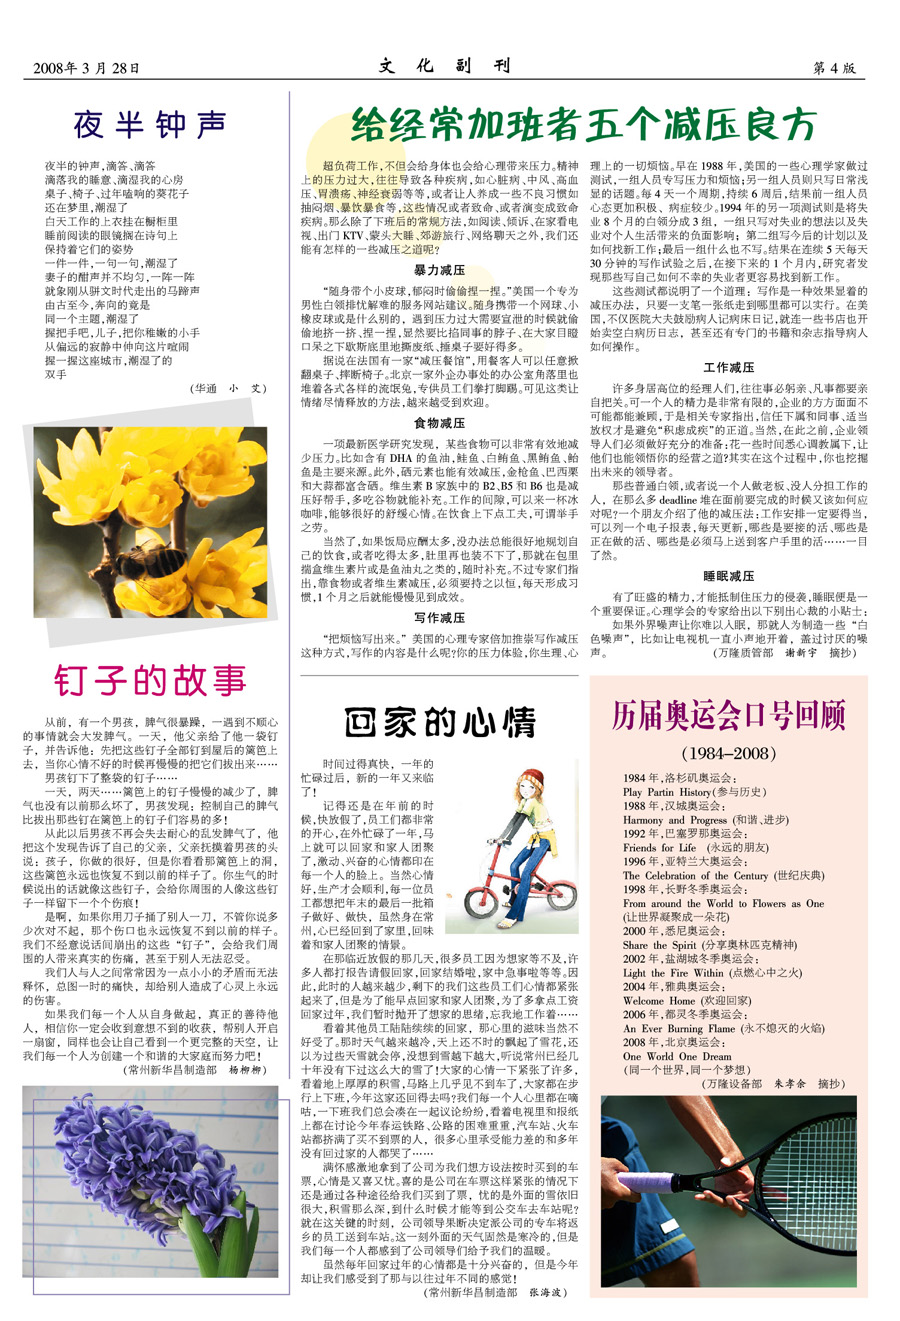 2008年 3 月 28日
文 化 副 刊
第 4 版
夜半钟声
夜半的钟声,滴答、滴答
滴落我的睡意、滴湿我的心房
桌子、椅子、过年嗑响的葵花子
还在梦里,潮湿了
白天工作的上衣挂在橱柜里
睡前阅读的眼镜搁在诗句上
保持着它们的姿势
一件一件,一句一句,潮湿了
妻子的酣声并不均匀,一阵一阵
就象刚从骈文时代走出的马蹄声
由古至今,奔向的竟是
同一个主题,潮湿了
握把手吧,儿子,把你稚嫩的小手
从偏远的寂静中伸向这片喧闹
握一握这座城市,潮湿了的
双手
(华通 小 艾)
钉子的故事
从前，有一个男孩，脾气很暴躁，一遇到不顺心
的事情就会大发脾气。一天，他父亲给了他一袋钉
子，并告诉他：先把这些钉子全部钉到屋后的篱笆上
去，当你心情不好的时候再慢慢的把它们拔出来……
男孩钉下了整袋的钉子……
一天，两天……篱笆上的钉子慢慢的减少了，脾
气也没有以前那么坏了，男孩发现：控制自己的脾气
比拔出那些钉在篱笆上的钉子们容易的多！
从此以后男孩不再会失去耐心的乱发脾气了，他
把这个发现告诉了自己的父亲，父亲抚摸着男孩的头
说：孩子，你做的很好，但是你看看那篱笆上的洞，
这些篱笆永远也恢复不到以前的样子了。你生气的时
候说出的话就像这些钉子，会给你周围的人像这些钉
子一样留下一个个伤痕！
是啊，如果你用刀子捅了别人一刀，不管你说多
少次对不起，那个伤口也永远恢复不到以前的样子。
我们不经意说话间崩出的这些“钉子”，会给我们周
围的人带来真实的伤痛，甚至于别人无法忍受。
我们人与人之间常常因为一点小小的矛盾而无法
释怀，总图一时的痛快，却给别人造成了心灵上永远
的伤害。
如果我们每一个人从自身做起，真正的善待他
人，相信你一定会收到意想不到的收获，帮别人开启
一扇窗，同样也会让自己看到一个更完整的天空，让
我们每一个人为创建一个和谐的大家庭而努力吧！
(常州新华昌制造部 杨柳柳)
给经常加班者五个减压良方
超负荷工作,不但会给身体也会给心理带来压力。精神
上的压力过大,往往导致各种疾病,如心脏病、中风、高血
压、胃溃疡、神经衰弱等等,或者让人养成一些不良习惯如
抽闷烟、暴饮暴食等,这些情况或者致命、或者演变成致命
疾病。那么除了下班后的常规方法,如阅读、倾诉、在家看电
视、出门 KTV、蒙头大睡、郊游旅行、网络聊天之外,我们还
能有怎样的一些减压之道呢?
暴力减压
“随身带个小皮球,郁闷时偷偷捏一捏。”美国一个专为
男性白领排忧解难的服务网站建议。随身携带一个网球、小
橡皮球或是什么别的，遇到压力过大需要宣泄的时候就偷
偷地挤一挤、捏一捏,显然要比掐同事的脖子、在大家目瞪
口呆之下歇斯底里地撕废纸、捶桌子要好得多。
据说在法国有一家“减压餐馆”,用餐客人可以任意掀
翻桌子、摔断椅子。北京一家外企办事处的办公室角落里也
堆着各式各样的流氓兔,专供员工们拳打脚踢。可见这类让
情绪尽情释放的方法,越来越受到欢迎。
食物减压
一项最新医学研究发现，某些食物可以非常有效地减
少压力。比如含有 DHA 的鱼油,鲑鱼、白鲔鱼、黑鲔鱼、鲐
鱼是主要来源。此外,硒元素也能有效减压,金枪鱼、巴西栗
和大蒜都富含硒。维生素 B 家族中的 B2、B5 和 B6 也是减
压好帮手,多吃谷物就能补充。工作的间隙,可以来一杯冰
咖啡,能够很好的舒缓心情。在饮食上下点工夫,可谓举手
之劳。
当然了,如果饭局应酬太多,没办法总能很好地规划自
己的饮食,或者吃得太多,肚里再也装不下了,那就在包里
揣盒维生素片或是鱼油丸之类的,随时补充。不过专家们指
出,靠食物或者维生素减压,必须要持之以恒,每天形成习
惯,1 个月之后就能慢慢见到成效。
写作减压
“把烦恼写出来。”美国的心理专家倍加推崇写作减压
这种方式,写作的内容是什么呢?你的压力体验,你生理、心
理上的一切烦恼。早在 1988 年,美国的一些心理学家做过
测试,一组人员专写压力和烦恼;另一组人员则只写日常浅
显的话题。每 4 天一个周期,持续 6 周后,结果前一组人员
心态更加积极、病症较少。1994 年的另一项测试则是将失
业 8 个月的白领分成 3 组，一组只写对失业的想法以及失
业对个人生活带来的负面影响；第二组写今后的计划以及
如何找新工作;最后一组什么也不写。结果在连续 5 天每天
30 分钟的写作试验之后,在接下来的 1 个月内,研究者发
现那些写自己如何不幸的失业者更容易找到新工作。
这些测试都说明了一个道理：写作是一种效果显着的
减压办法，只要一支笔一张纸走到哪里都可以实行。在美
国,不仅医院大夫鼓励病人记病床日记,就连一些书店也开
始卖空白病历日志，甚至还有专门的书籍和杂志指导病人
如何操作。
工作减压
许多身居高位的经理人们,往往事必躬亲、凡事都要亲
自把关。可一个人的精力是非常有限的,企业的方方面面不
可能都能兼顾,于是相关专家指出,信任下属和同事、适当
放权才是避免“积虑成疾”的正道。当然,在此之前,企业领
导人们必须做好充分的准备:花一些时间悉心调教属下,让
他们也能领悟你的经营之道?其实在这个过程中,你也挖掘
出未来的领导者。
那些普通白领,或者说一个人做老板、没人分担工作的
人，在那么多 deadline 堆在面前要完成的时候又该如何应
对呢?一个朋友介绍了他的减压法:工作安排一定要得当,
可以列一个电子报表,每天更新,哪些是要接的活、哪些是
正在做的活、哪些是必须马上送到客户手里的活……一目
了然。
睡眠减压
有了旺盛的精力,才能抵制住压力的侵袭,睡眠便是一
个重要保证。心理学会的专家给出以下别出心裁的小贴士:
如果外界噪声让你难以入眠，那就人为制造一些“白
色噪声”，比如让电视机一直小声地开着，盖过讨厌的噪
声。 (万隆质管部 谢新宇 摘抄)
回家的心情
时间过得真快，一年的
忙碌过后，新的一年又来临
了!
记得还是在年前的时
候,快放假了,员工们都非常
的开心,在外忙碌了一年,马
上就可以回家和家人团聚
了,激动、兴奋的心情都印在
每一个人的脸上。当然心情
好,生产才会顺利,每一位员
工都想把年末的最后一批箱
子做好、做快，虽然身在常
州,心已经回到了家里,回味
着和家人团聚的情景。
在那临近放假的那几天,很多员工因为想家等不及,许
多人都打报告请假回家,回家结婚啦,家中急事啦等等。因
此,此时的人越来越少,剩下的我们这些员工们心情都紧张
起来了,但是为了能早点回家和家人团聚,为了多拿点工资
回家过年,我们暂时抛开了想家的思绪,忘我地工作着……
看着其他员工陆陆续续的回家，那心里的滋味当然不
好受了。那时天气越来越冷,天上还不时的飘起了雪花,还
以为过些天雪就会停,没想到雪越下越大,听说常州已经几
十年没有下过这么大的雪了!大家的心情一下紧张了许多,
看着地上厚厚的积雪,马路上几乎见不到车了,大家都在步
行上下班,今年这家还回得去吗?我们每一个人心里都在嘀
咕,一下班我们总会凑在一起议论纷纷,看着电视里和报纸
上都在讨论今年春运铁路、公路的困难重重,汽车站、火车
站都挤满了买不到票的人，很多心里承受能力差的和多年
没有回过家的人都哭了……
满怀感激地拿到了公司为我们想方设法按时买到的车
票,心情是又喜又忧。喜的是公司在车票这样紧张的情况下
还是通过各种途径给我们买到了票，忧的是外面的雪依旧
很大,积雪那么深,到什么时候才能等到公交车去车站呢?
就在这关键的时刻，公司领导果断决定派公司的专车将返
乡的员工送到车站。这一刻外面的天气固然是寒冷的,但是
我们每一个人都感到了公司领导们给予我们的温暖。
虽然每年回家过年的心情都是十分兴奋的，但是今年
却让我们感受到了那与以往过年不同的感觉!
(常州新华昌制造部 张海波)
历届奥运会口号回顾
(1984–2008)
1984 年,洛杉矶奥运会:
Play Partin History(参与历史)
1988 年,汉城奥运会:
Harmony and Progress (和谐、进步)
1992 年,巴塞罗那奥运会:
Friends for Life (永远的朋友)
1996 年,亚特兰大奥运会:
The Celebration of the Century (世纪庆典)
1998 年,长野冬季奥运会:
From around the World to Flowers as One
(让世界凝聚成一朵花)
2000 年,悉尼奥运会:
Share the Spirit (分享奥林匹克精神)
2002 年,盐湖城冬季奥运会:
Light the Fire Within (点燃心中之火)
2004 年,雅典奥运会:
Welcome Home (欢迎回家)
2006 年,都灵冬季奥运会:
An Ever Burning Flame (永不熄灭的火焰)
2008 年,北京奥运会:
One World One Dream
(同一个世界,同一个梦想)
(万隆设备部 朱孝余 摘抄)